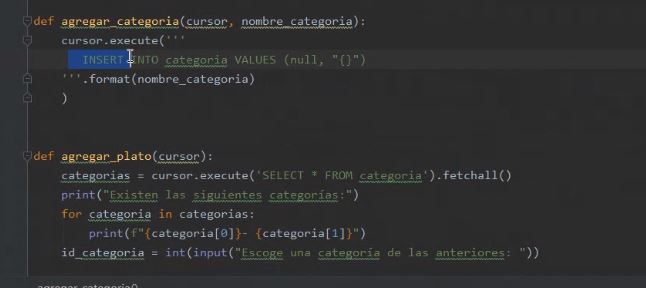 def agregar_categoria(cursor, nombre_categoria):
    cursor.execute('''
        INSERT INTO categoria VALUES (null, "{}")
    '''.format(nombre_categoria)
    )
def agregar_plato(cursor):
    categorias = cursor.execute('SELECT * FROM categoria').fetchall()
    print("Existen las siguientes categorías:")
    for categoria in categorias:
        print(f"{categoria[0]}- {categoria[1]}")
    id_categoria = int(input("Escoge una categoría de las anteriores: "))
agregar_categoria()